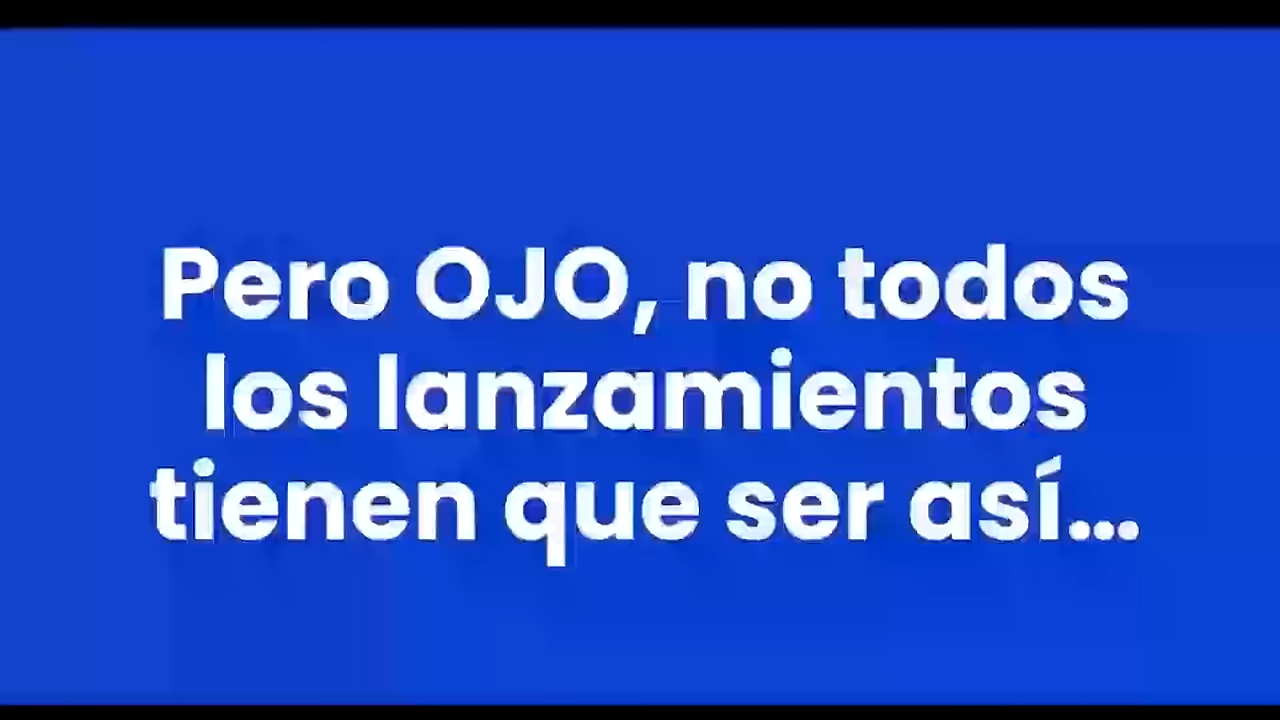 Pero OJO, no todos
los lanzamientos
tienen que ser así...